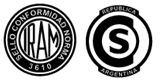 SELLO CONFORMIDAD NORMA
IRAM
3610
REPUBLICA
S
ARGENTINA